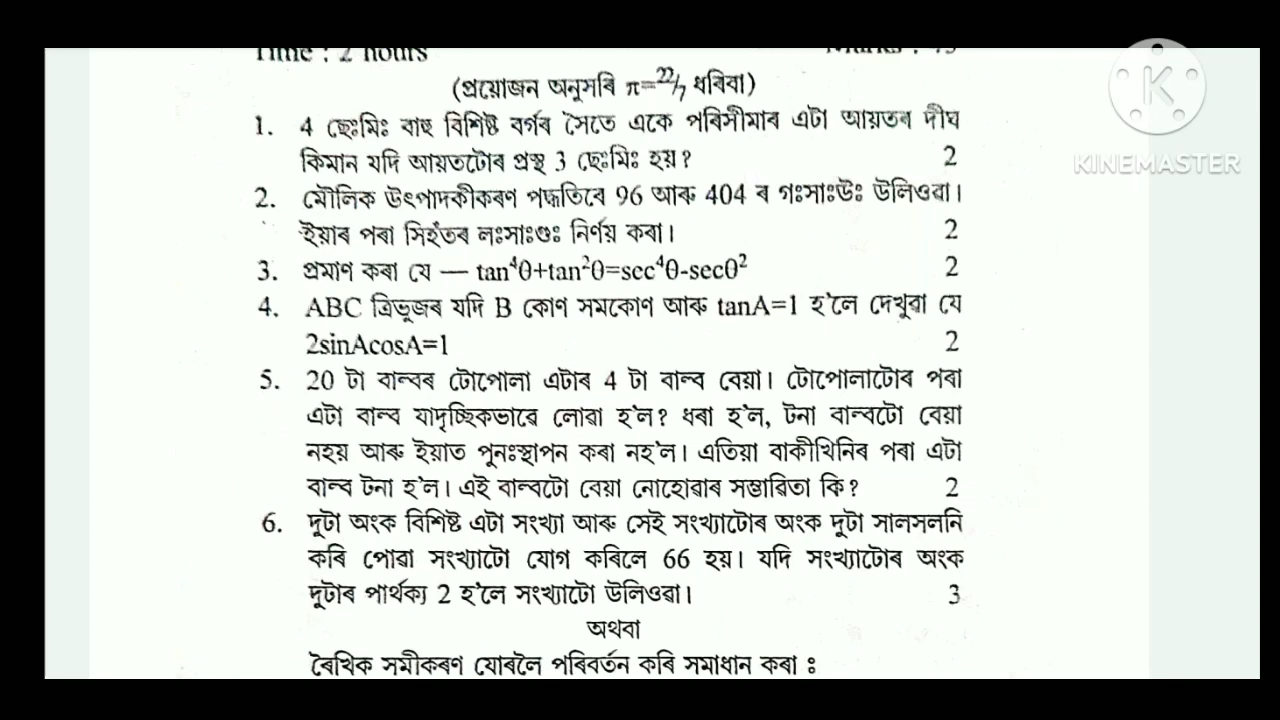 Time : 2 hours Marks : 75
(প্ৰয়োজন অনুসৰি π=²²/₇ ধৰিবা)
KINEMASTER
1. 4 ছেঃমিঃ বাহু বিশিষ্ট বৰ্গৰ সৈতে একে পৰিসীমাৰ এটা আয়তৰ দীঘ
কিমান যদি আয়তটোৰ প্ৰস্থ 3 ছেঃমিঃ হয়? 2
2. মৌলিক উৎপাদকীকৰণ পদ্ধতিৰে 96 আৰু 404 ৰ গঃসাঃউঃ উলিওৱা।
ইয়াৰ পৰা সিহঁতৰ লঃসাঃগুঃ নিৰ্ণয় কৰা। 2
3. প্ৰমাণ কৰা যে — tan⁴θ+tan²θ=sec⁴θ-secθ² 2
4. ABC ত্ৰিভূজৰ যদি B কোণ সমকোণ আৰু tanA=1 হ'লে দেখুৱা যে
2sinAcosA=1 2
5. 20 টা বাল্বৰ টোপোলা এটাৰ 4 টা বাল্ব বেয়া। টোপোলাটোৰ পৰা
এটা বাল্ব যাদৃচ্ছিকভাৱে লোৱা হ'ল? ধৰা হ'ল, টনা বাল্বটো বেয়া
নহয় আৰু ইয়াত পুনঃস্থাপন কৰা নহ'ল। এতিয়া বাকীখিনিৰ পৰা এটা
বাল্ব টনা হ'ল। এই বাল্বটো বেয়া নোহোৱাৰ সম্ভাৱিতা কি? 2
6. দুটা অংক বিশিষ্ট এটা সংখ্যা আৰু সেই সংখ্যাটোৰ অংক দুটা সালসলনি
কৰি পোৱা সংখ্যাটো যোগ কৰিলে 66 হয়। যদি সংখ্যাটোৰ অংক
দুটাৰ পাৰ্থক্য 2 হ'লে সংখ্যাটো উলিওৱা। 3
অথবা
ৰৈখিক সমীকৰণ যোৰলৈ পৰিবৰ্তন কৰি সমাধান কৰা ঃ